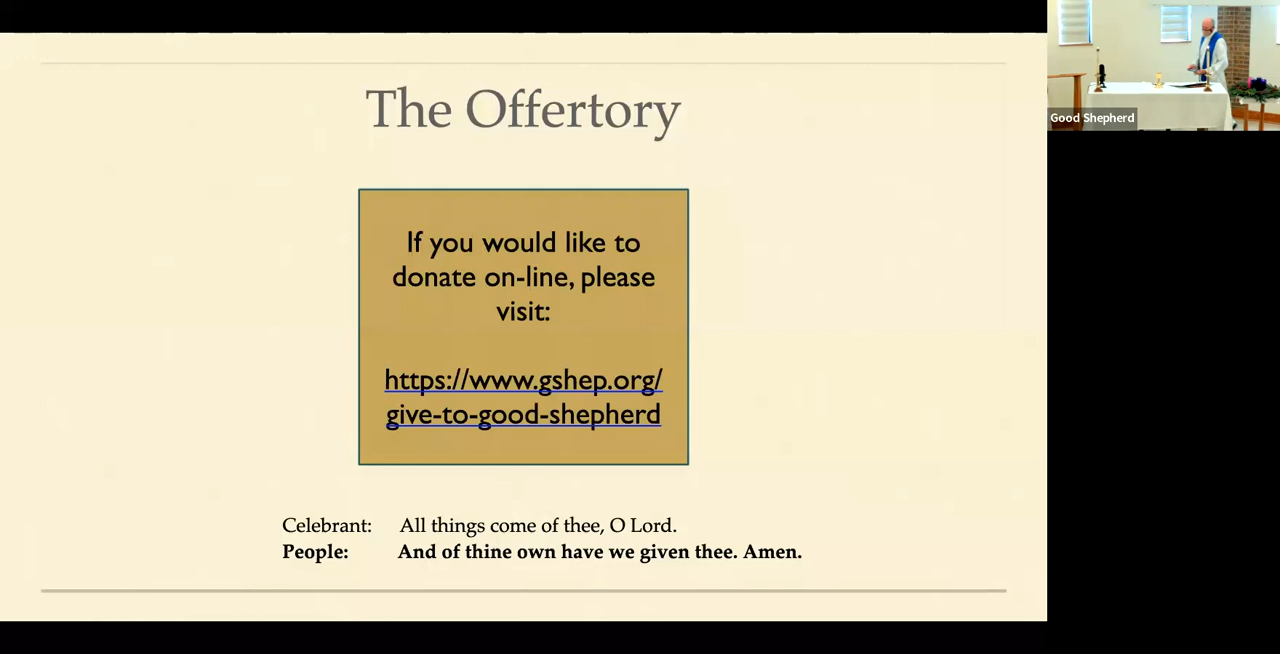 The Offertory
If you would like to
donate on-line, please
visit:
https://www.gshep.org/
give-to-good-shepherd
Celebrant: All things come of thee, O Lord.
People: And of thine own have we given thee. Amen.
Good Shepherd